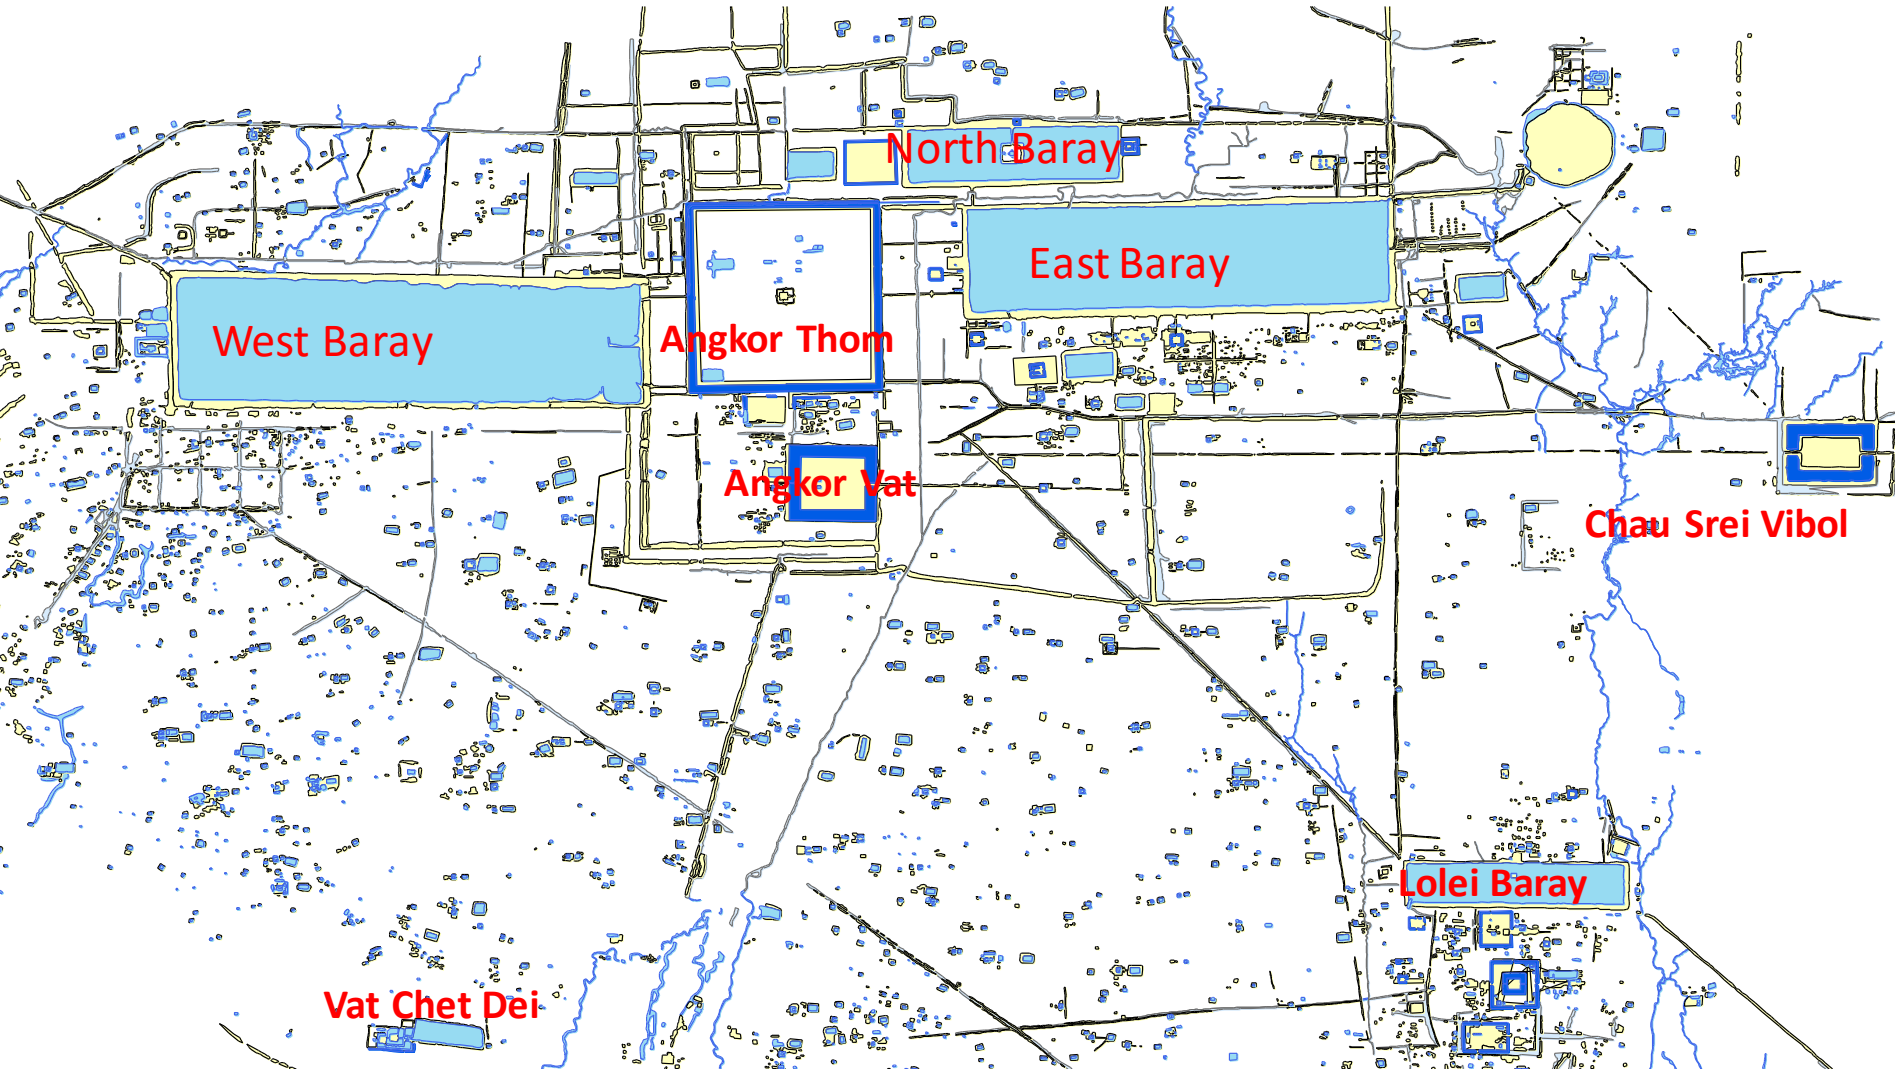 North Baray
East Baray
West Baray
Angkor Thom
Angkor Vat
Chau Srei Vibol
Lolei Baray
Vat Chet Dei